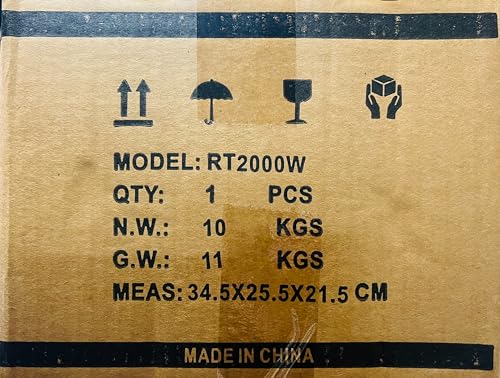 MODEL: RT2000W
QTY: 1 PCS
N.W.: 10 KGS
G.W.: 11 KGS
MEAS: 34.5X25.5X21.5 CM
MADE IN CHINA